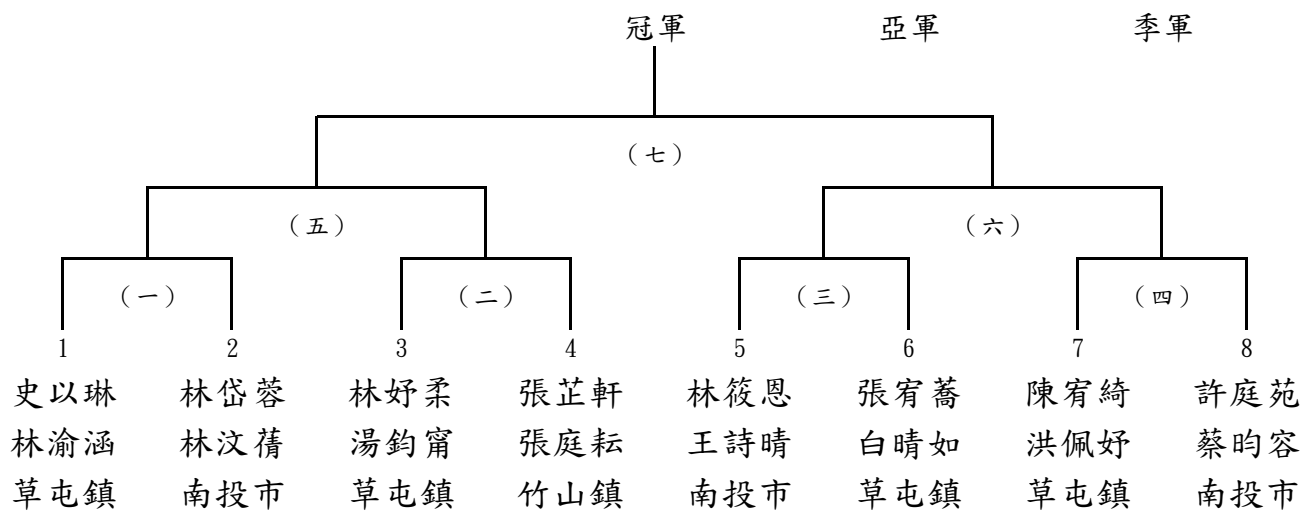 冠軍 亞軍 季軍
(七)
(五) (六)
(一) (二) (三) (四)
1 2 3 4 5 6 7 8
史以琳 林岱蓉 林妤柔 張芷軒 林筱恩 張宥蕎 陳宥綺 許庭苑
林渝涵 林汶蒨 湯鈞甯 張庭耘 王詩晴 白晴如 洪佩妤 蔡昀容
草屯鎮 南投市 草屯鎮 竹山鎮 南投市 草屯鎮 草屯鎮 南投市